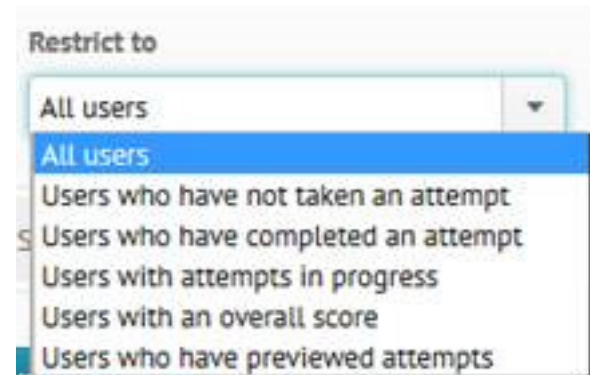 Restrict to
All users
All users
Users who have not taken an attempt
Users who have completed an attempt
Users with attempts in progress
Users with an overall score
Users who have previewed attempts